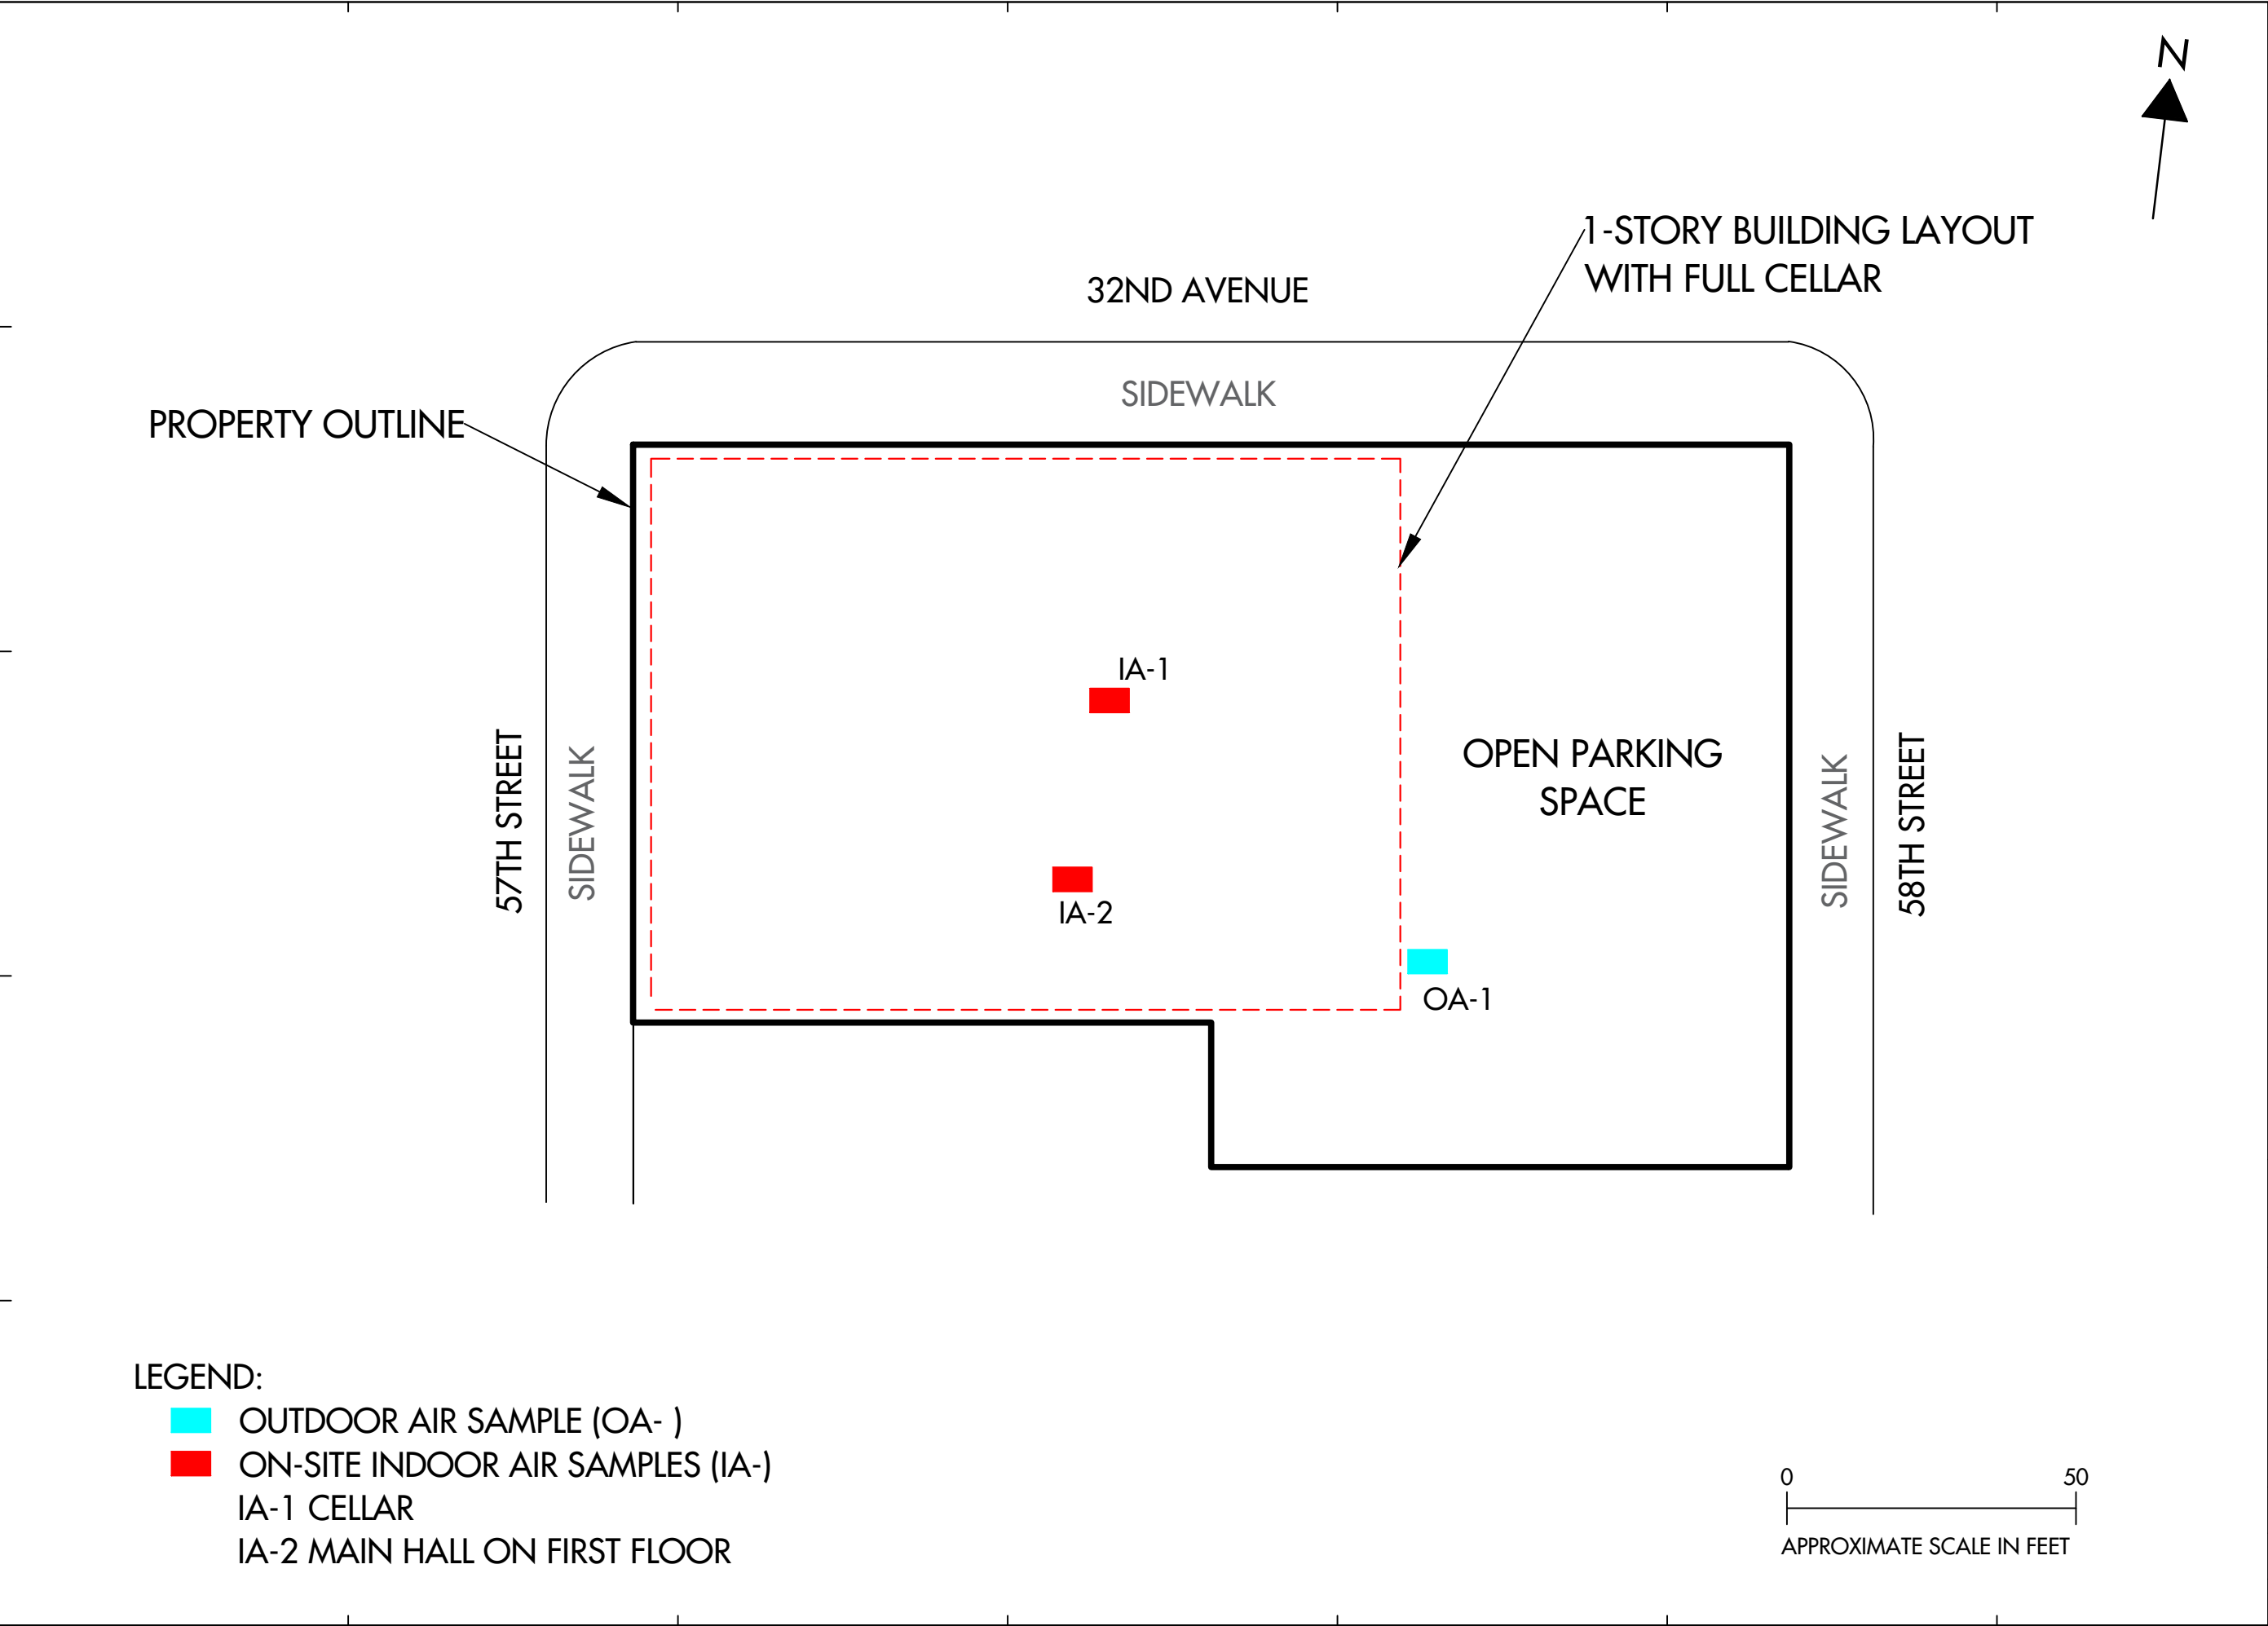 N
1-STORY BUILDING LAYOUT
WITH FULL CELLAR
32ND AVENUE
SIDEWALK
PROPERTY OUTLINE
IA-1
OPEN PARKING
SPACE
57TH STREET
SIDEWALK
SIDEWALK
58TH STREET
IA-2
OA-1
LEGEND:
OUTDOOR AIR SAMPLE (OA- )
ON-SITE INDOOR AIR SAMPLES (IA-)
IA-1 CELLAR
IA-2 MAIN HALL ON FIRST FLOOR
0 50
APPROXIMATE SCALE IN FEET